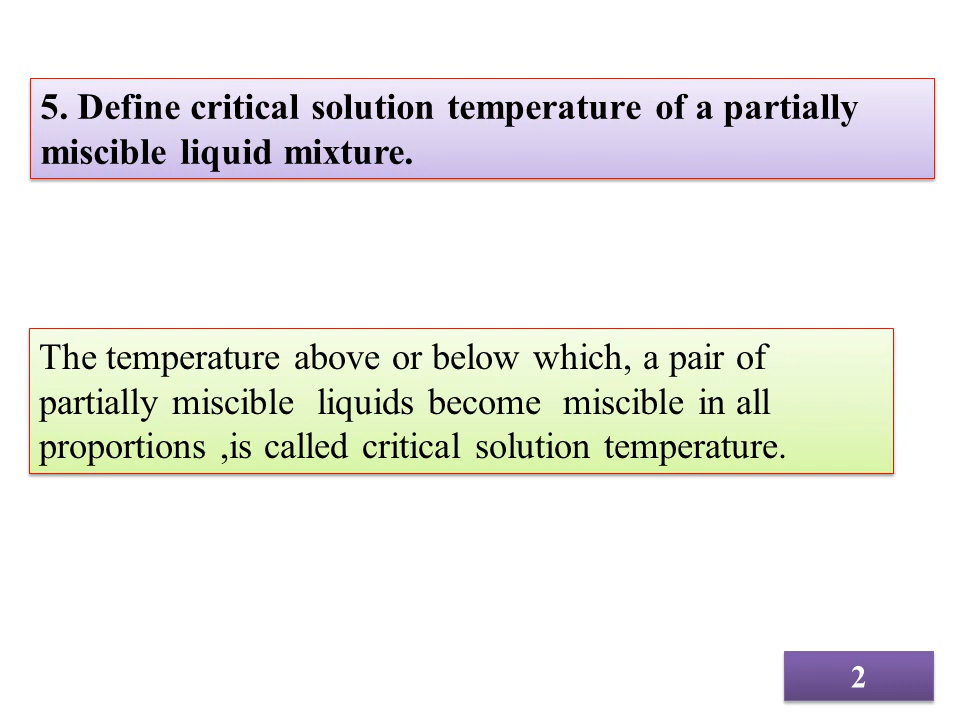 5. Define critical solution temperature of a partially
miscible liquid mixture.
The temperature above or below which, a pair of
partially miscible  liquids become  miscible in all
proportions ,is called critical solution temperature.
2